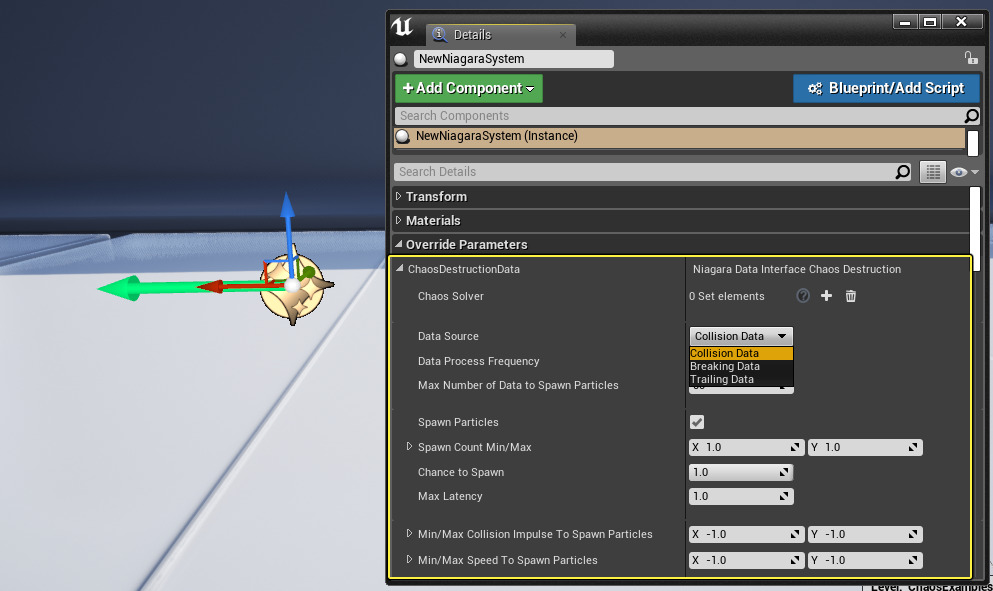 Details
NewNiagaraSystem
+ Add Component
Blueprint/Add Script
Search Components
NewNiagaraSystem (Instance)
Search Details
Transform
Materials
Override Parameters
ChaosDestructionData Niagara Data Interface Chaos Destruction
Chaos Solver 0 Set elements
Data Source Collision Data
Collision Data
Data Process Frequency Breaking Data
Trailing Data
Max Number of Data to Spawn Particles
Spawn Particles
Spawn Count Min/Max X 1.0 Y 1.0
Chance to Spawn 1.0
Max Latency 1.0
Min/Max Collision Impulse To Spawn Particles X -1.0 Y -1.0
Min/Max Speed To Spawn Particles X -1.0 Y -1.0
Level: ChaosExamples